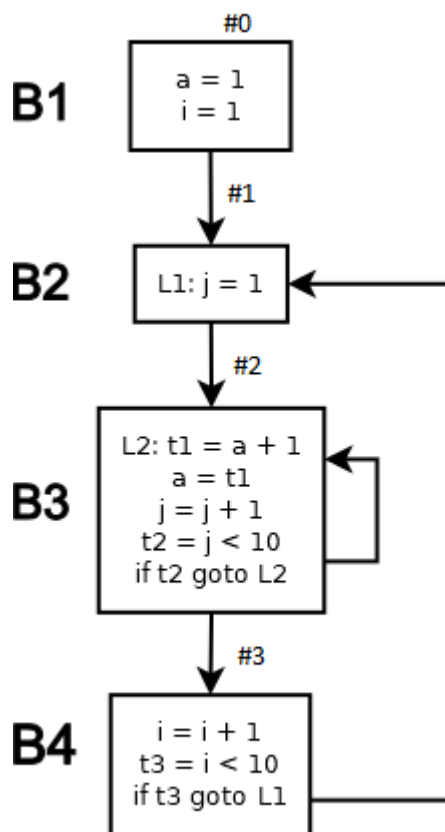 #0
B1
a = 1
i = 1
#1
B2
L1: j = 1
#2
B3
L2: t1 = a + 1
a = t1
j = j + 1
t2 = j < 10
if t2 goto L2
#3
B4
i = i + 1
t3 = i < 10
if t3 goto L1